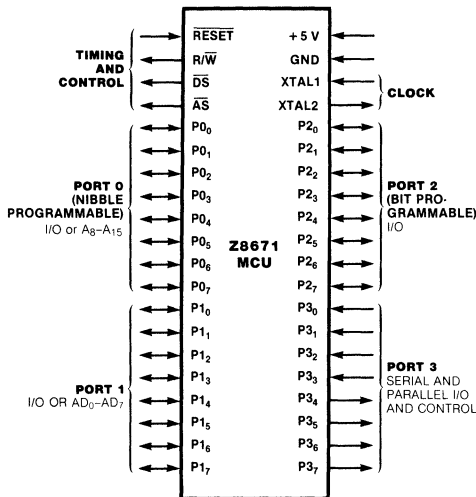 TIMING
AND
CONTROL
PORT 0
(NIBBLE
PROGRAMMABLE)
I/O or A₈–A₁₅
PORT 1
I/O OR AD₀–AD₇
R̅E̅S̅E̅T̅
R/W̅
D̅S̅
A̅S̅
P0₀
P0₁
P0₂
P0₃
P0₄
P0₅
P0₆
P0₇
P1₀
P1₁
P1₂
P1₃
P1₄
P1₅
P1₆
P1₇
Z8671
MCU
+5 V
GND
XTAL1
XTAL2
P2₀
P2₁
P2₂
P2₃
P2₄
P2₅
P2₆
P2₇
P3₀
P3₁
P3₂
P3₃
P3₄
P3₅
P3₆
P3₇
CLOCK
PORT 2
(BIT PRO-
GRAMMABLE)
I/O
PORT 3
SERIAL AND
PARALLEL I/O
AND CONTROL